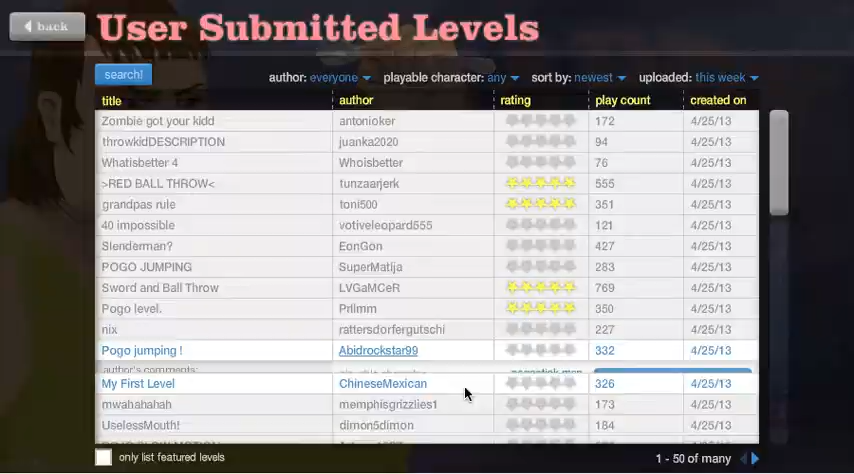 back
User Submitted Levels
search!
author: everyone playable character: any sort by: newest uploaded: this week
title author rating play count created on
Zombie got your kidd antonioker 172 4/25/13
throwkidDESCRIPTION juanka2020 94 4/25/13
Whatisbetter 4 Whoisbetter 76 4/25/13
>RED BALL THROW< tunzaarjerk 555 4/25/13
grandpas rule toni500 351 4/25/13
40 impossible votiveleopard555 121 4/25/13
Slenderman? EonGon 427 4/25/13
POGO JUMPING SuperMatija 283 4/25/13
Sword and Ball Throw LVGaMCeR 769 4/25/13
Pogo level. Prlimm 350 4/25/13
nix rattersdorfergutschi 227 4/25/13
Pogo jumping ! Abidrockstar99 332 4/25/13
author's comments: pogostick man
My First Level ChineseMexican 326 4/25/13
mwahahahah memphisgrizzlies1 173 4/25/13
UselessMouth! dimon5dimon 184 4/25/13
only list featured levels 1 - 50 of many